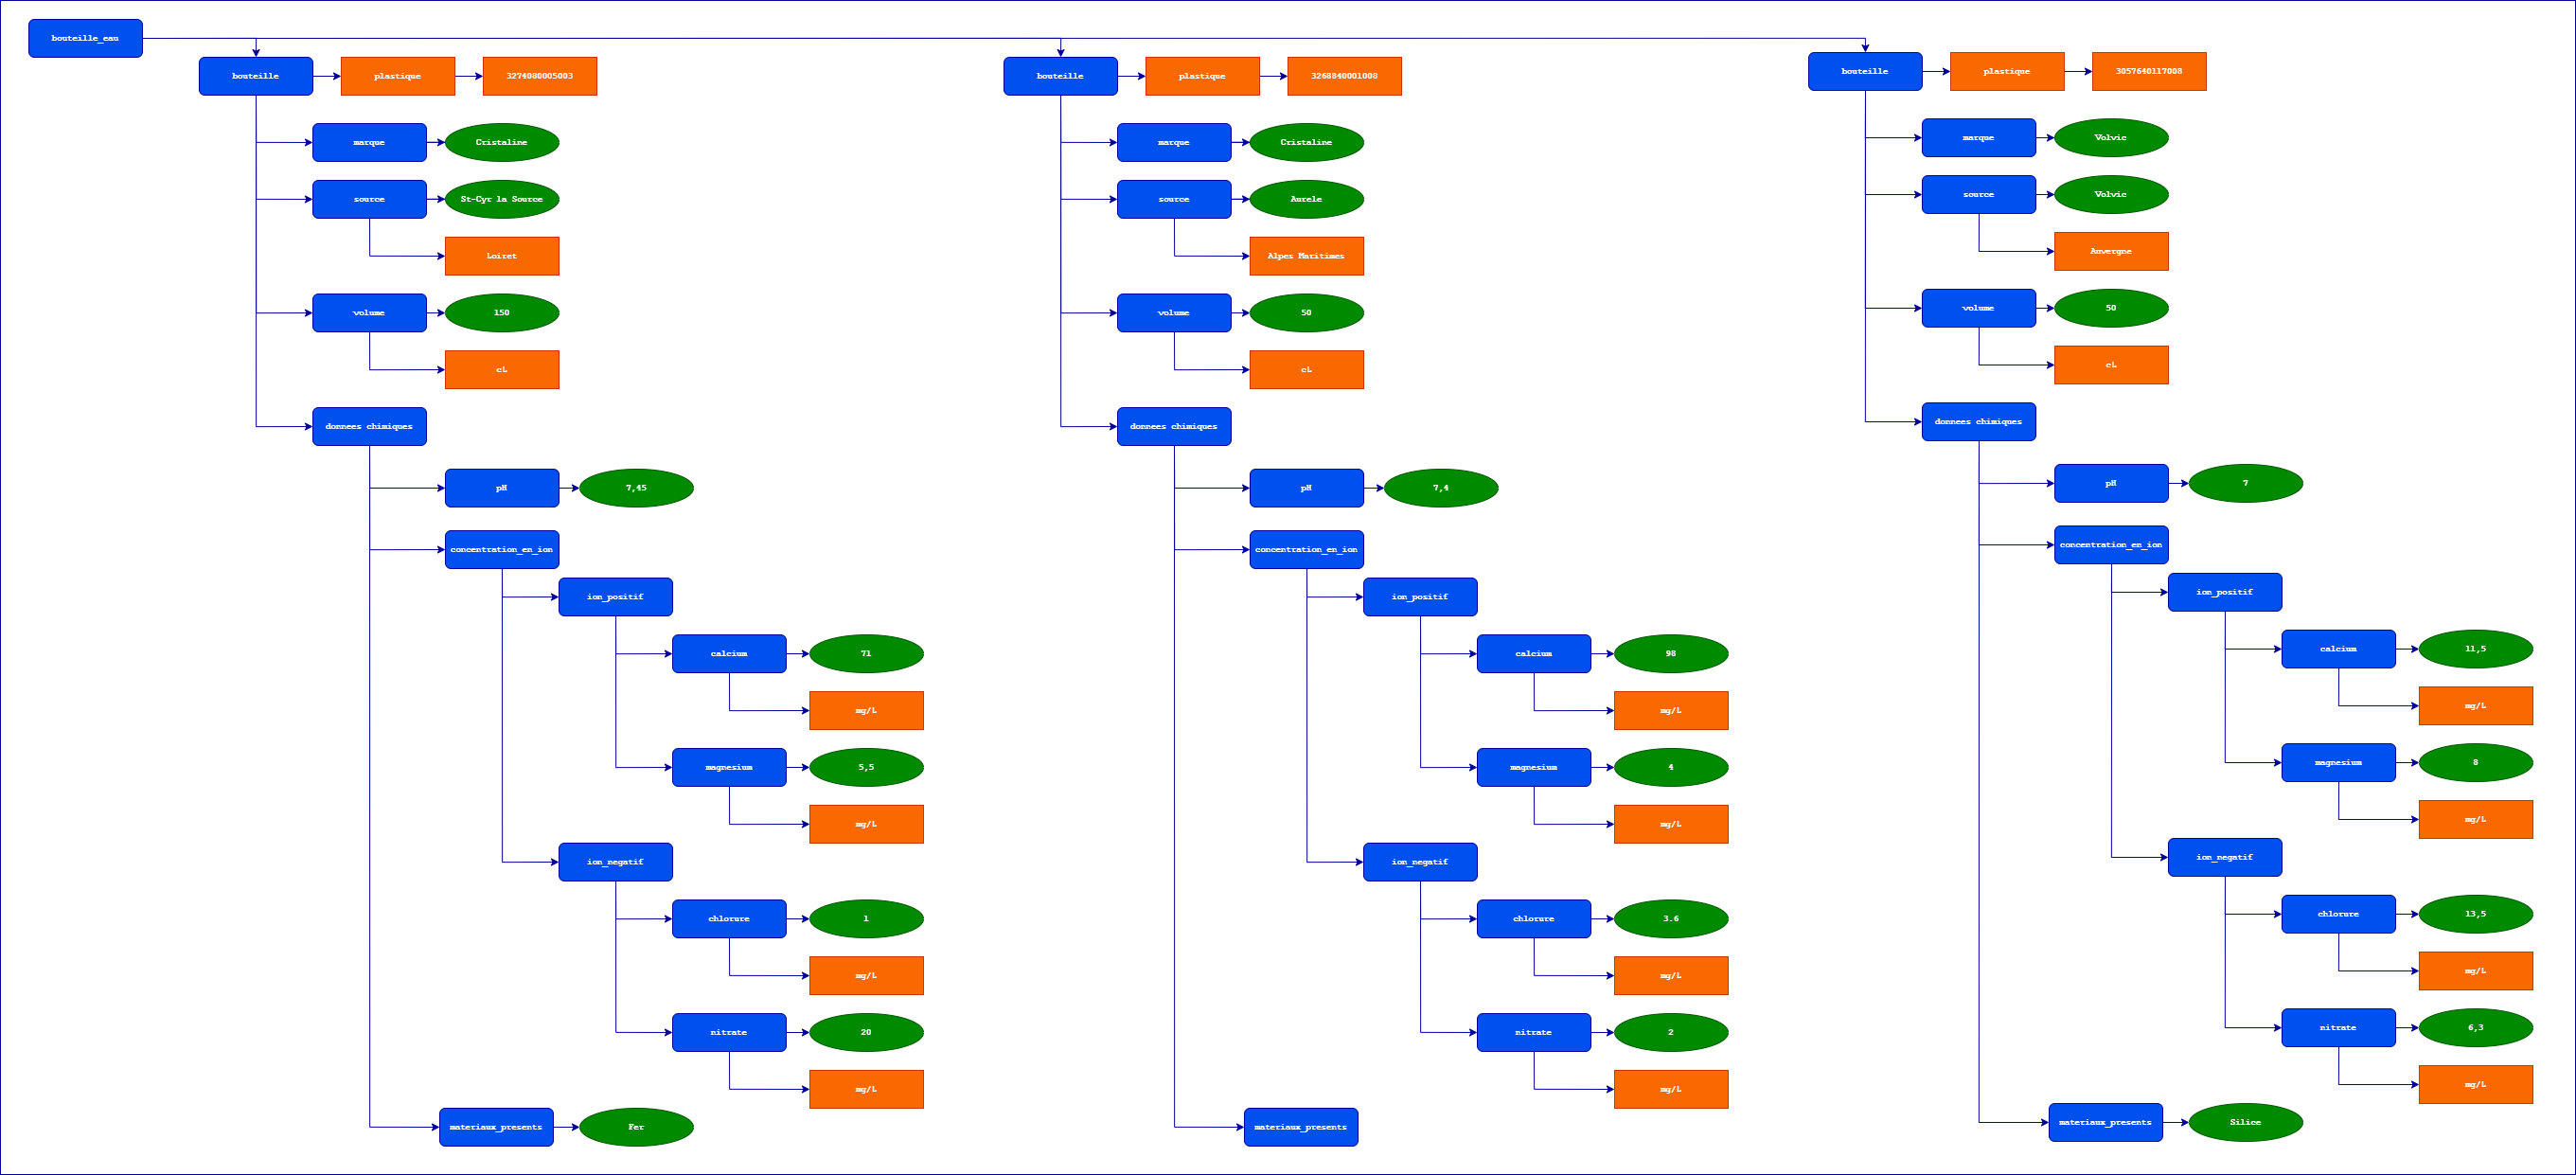 bouteille_eau
bouteille
plastique
3274080005003
marque
Cristaline
source
St-Cyr la Source
Loiret
volume
150
cL
donnees chimiques
pH
7,45
concentration_en_ion
ion_positif
calcium
71
mg/L
magnesium
5,5
mg/L
ion_negatif
chlorure
1
mg/L
nitrate
20
mg/L
materiaux_presents
Fer
bouteille
plastique
3268840001008
marque
Cristaline
source
Aurele
Alpes Maritimes
volume
50
cL
donnees chimiques
pH
7,4
concentration_en_ion
ion_positif
calcium
98
mg/L
magnesium
4
mg/L
ion_negatif
chlorure
3.6
mg/L
nitrate
2
mg/L
materiaux_presents
bouteille
plastique
3057640117008
marque
Volvic
source
Volvic
Auvergne
volume
50
cL
donnees chimiques
pH
7
concentration_en_ion
ion_positif
calcium
11,5
mg/L
magnesium
8
mg/L
ion_negatif
chlorure
13,5
mg/L
nitrate
6,3
mg/L
materiaux_presents
Silice